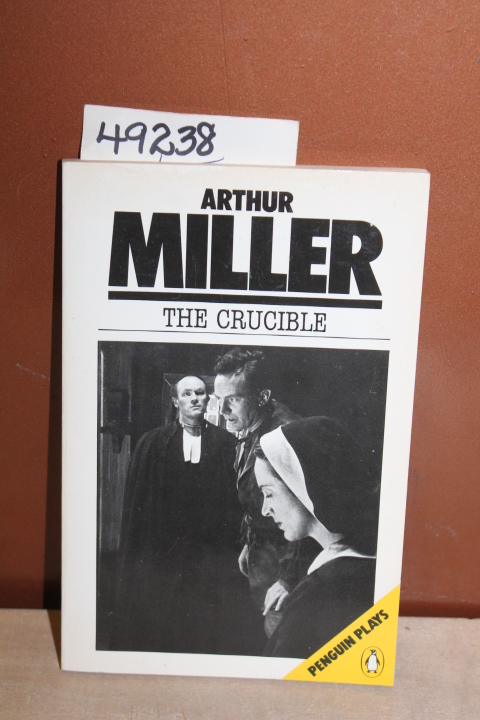 49238
ARTHUR
MILLER
THE CRUCIBLE
PENGUIN PLAYS